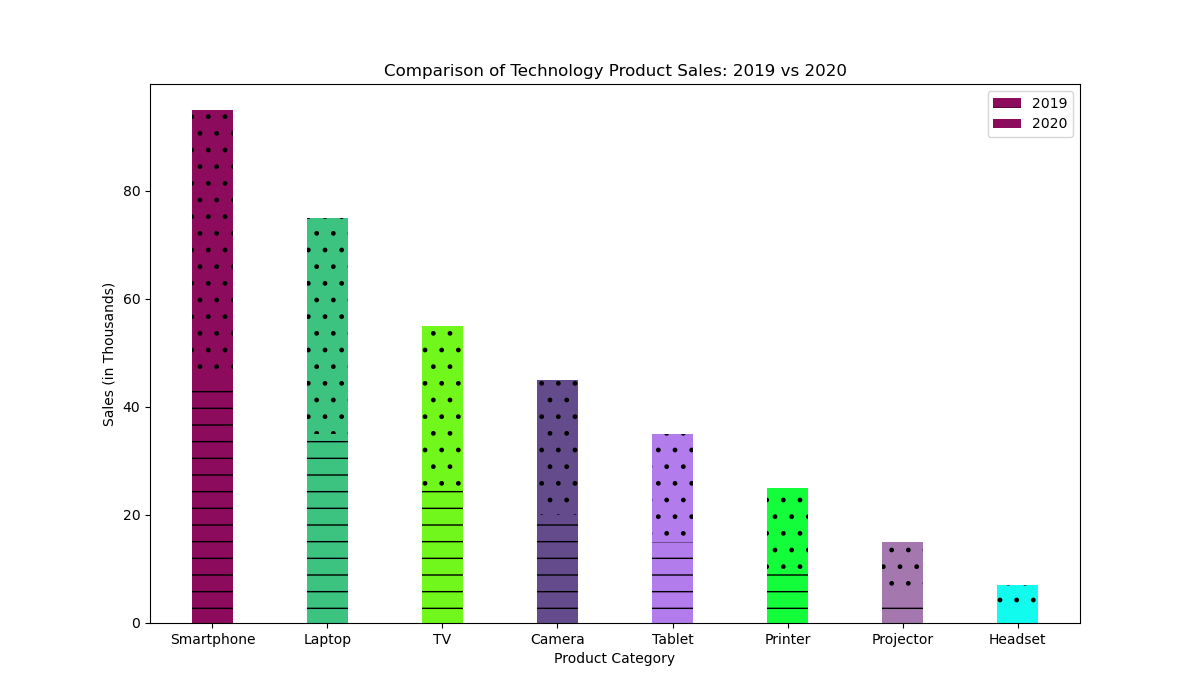 Comparison of Technology Product Sales: 2019 vs 2020
2019
2020
Sales (in Thousands)
80
60
40
20
0
Smartphone Laptop TV Camera Tablet Printer Projector Headset
Product Category